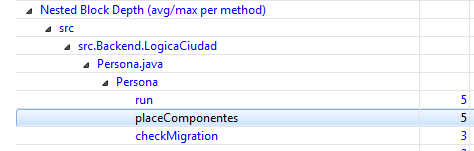 Nested Block Depth (avg/max per method)
src
src.Backend.LogicaCiudad
Persona.java
Persona
run 5
placeComponentes 5
checkMigration 3